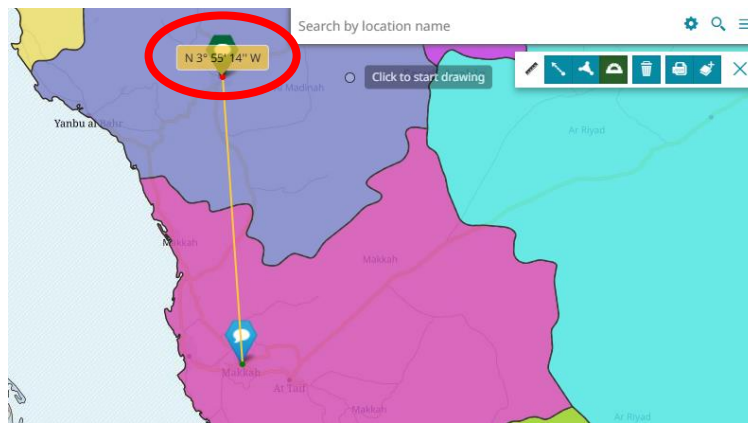 Search by location name
N 3° 55' 14" W
Click to start drawing
Madinah
Yanbu al Bahr
Ar Riyad
Makkah
Makkah
Makkah
At Taif
Makkah
Ar Riyad